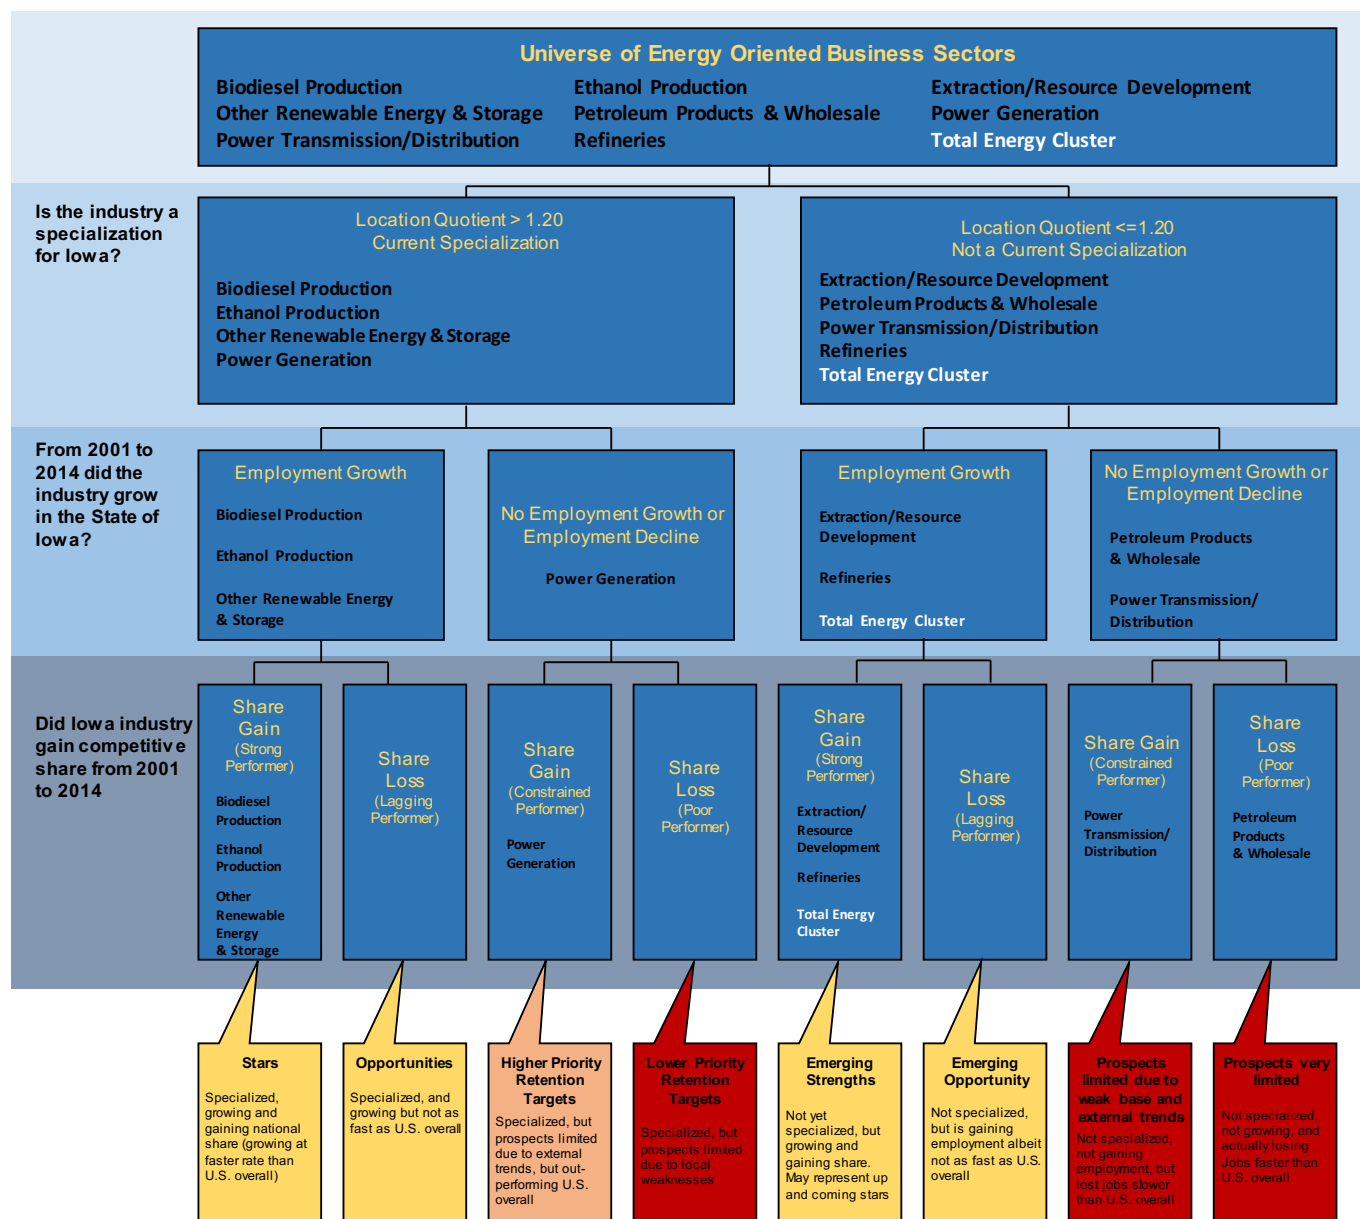 Universe of Energy Oriented Business Sectors
Biodiesel Production
Other Renewable Energy & Storage
Power Transmission/Distribution
Ethanol Production
Petroleum Products & Wholesale
Refineries
Extraction/Resource Development
Power Generation
Total Energy Cluster
Is the industry a
specialization
for Iowa?
Location Quotient > 1.20
Current Specialization
Biodiesel Production
Ethanol Production
Other Renewable Energy & Storage
Power Generation
Location Quotient <=1.20
Not a Current Specialization
Extraction/Resource Development
Petroleum Products & Wholesale
Power Transmission/Distribution
Refineries
Total Energy Cluster
From 2001 to
2014 did the
industry grow
in the State of
Iowa?
Employment Growth
Biodiesel Production
Ethanol Production
Other Renewable Energy
& Storage
No Employment Growth or
Employment Decline
Power Generation
Employment Growth
Extraction/Resource
Development
Refineries
Total Energy Cluster
No Employment Growth or
Employment Decline
Petroleum Products
& Wholesale
Power Transmission/
Distribution
Did Iowa industry
gain competitive
share from 2001
to 2014
Share
Gain
(Strong
Performer)
Biodiesel
Production
Ethanol
Production
Other
Renewable
Energy
& Storage
Share
Loss
(Lagging
Performer)
Share
Gain
(Constrained
Performer)
Power
Generation
Share
Loss
(Poor
Performer)
Share
Gain
(Strong
Performer)
Extraction/
Resource
Development
Refineries
Total Energy
Cluster
Share
Loss
(Lagging
Performer)
Share Gain
(Constrained
Performer)
Power
Transmission/
Distribution
Share
Loss
(Poor
Performer)
Petroleum
Products
& Wholesale
Stars
Specialized,
growing and
gaining national
share (growing at
faster rate than
U.S. overall)
Opportunities
Specialized, and
growing but not as
fast as U.S. overall
Higher Priority
Retention
Targets
Specialized, but
prospects limited
due to external
trends, but out-
performing U.S.
overall
Lower Priority
Retention
Targets
Specialized, but
prospects limited
due to local
weaknesses
Emerging
Strengths
Not yet
specialized, but
growing and
gaining share.
May represent up
and coming stars
Emerging
Opportunity
Not specialized,
but is gaining
employment albeit
not as fast as U.S.
overall
Prospects
limited due to
weak base and
external trends
Not specialized,
not gaining
employment, but
lost jobs slower
than U.S. overall
Prospects very
limited
Not specialized,
not growing, and
actually losing
Jobs faster than
U.S. overall